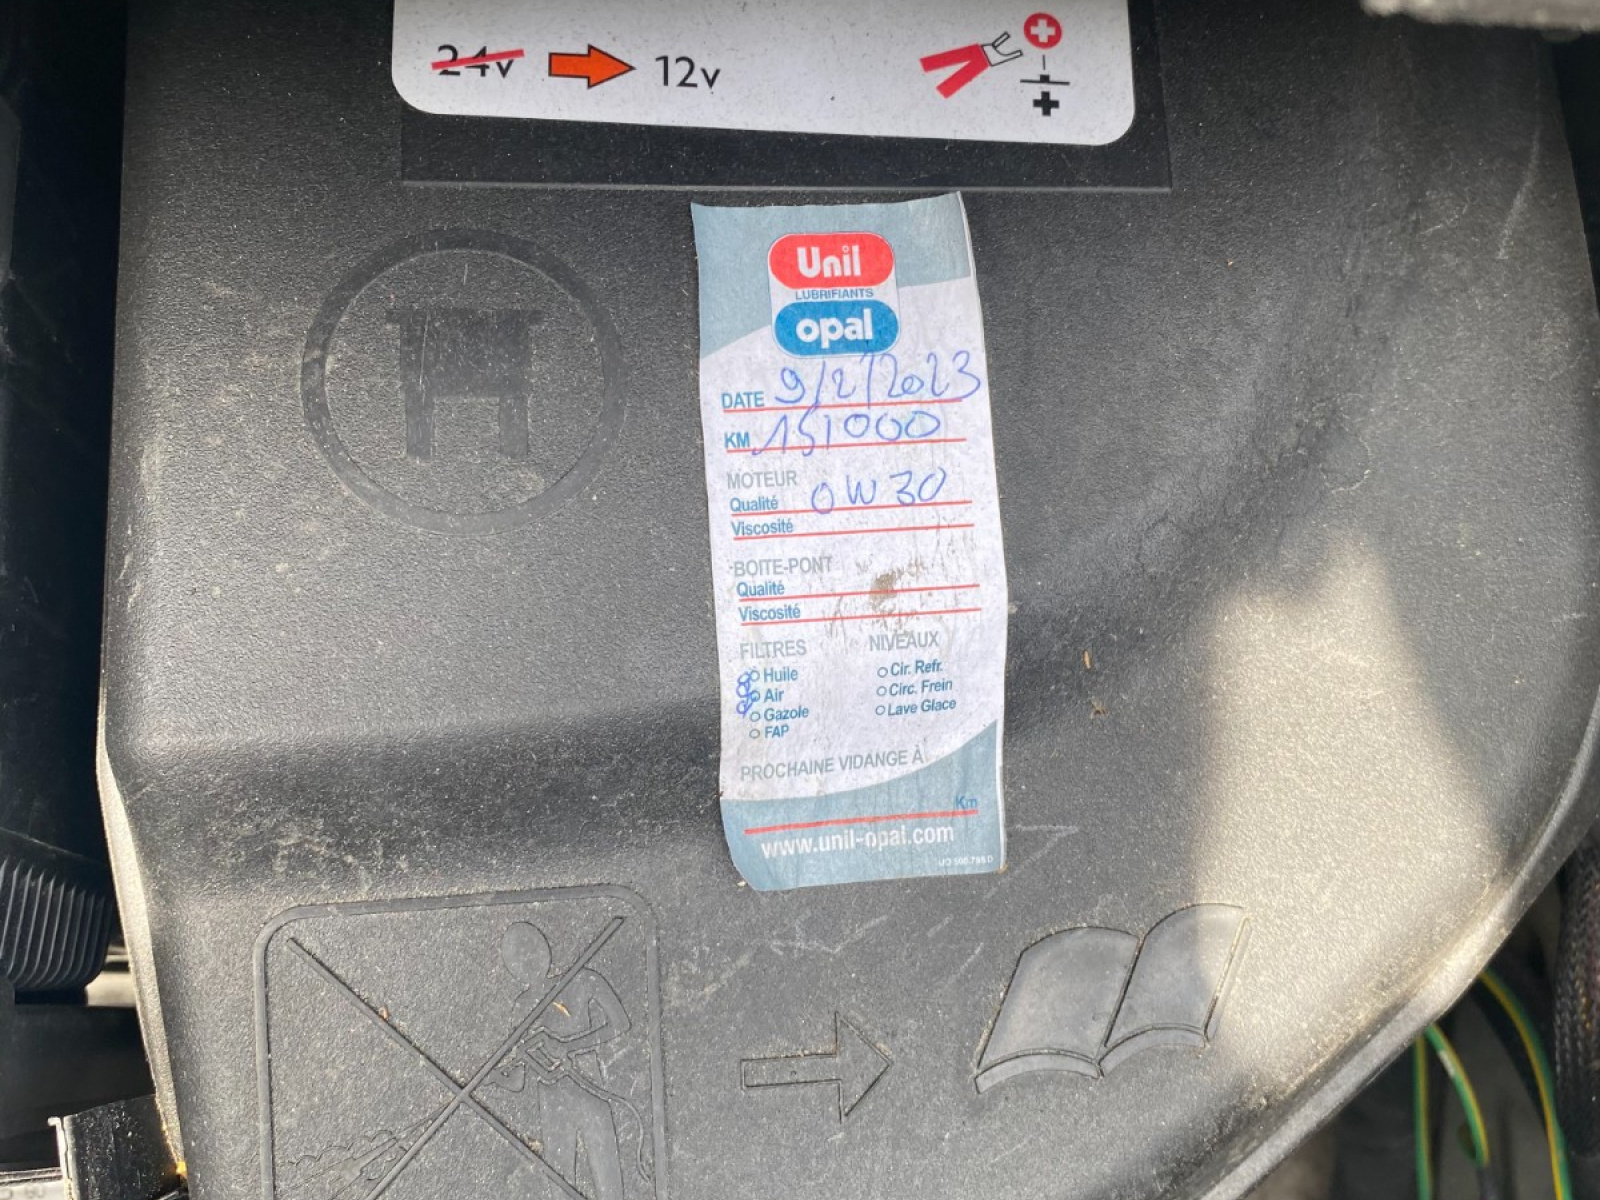 24v 12v
Unil
LUBRIFIANTS
opal
DATE 9/2/2023
KM 151000
MOTEUR
Qualité 0W30
Viscosité
BOITE-PONT
Qualité
Viscosité
FILTRES NIVEAUX
Huile Cir. Refr.
Air Circ. Frein
Gazole Lave Glace
FAP
PROCHAINE VIDANGE À
Km
www.unil-opal.com